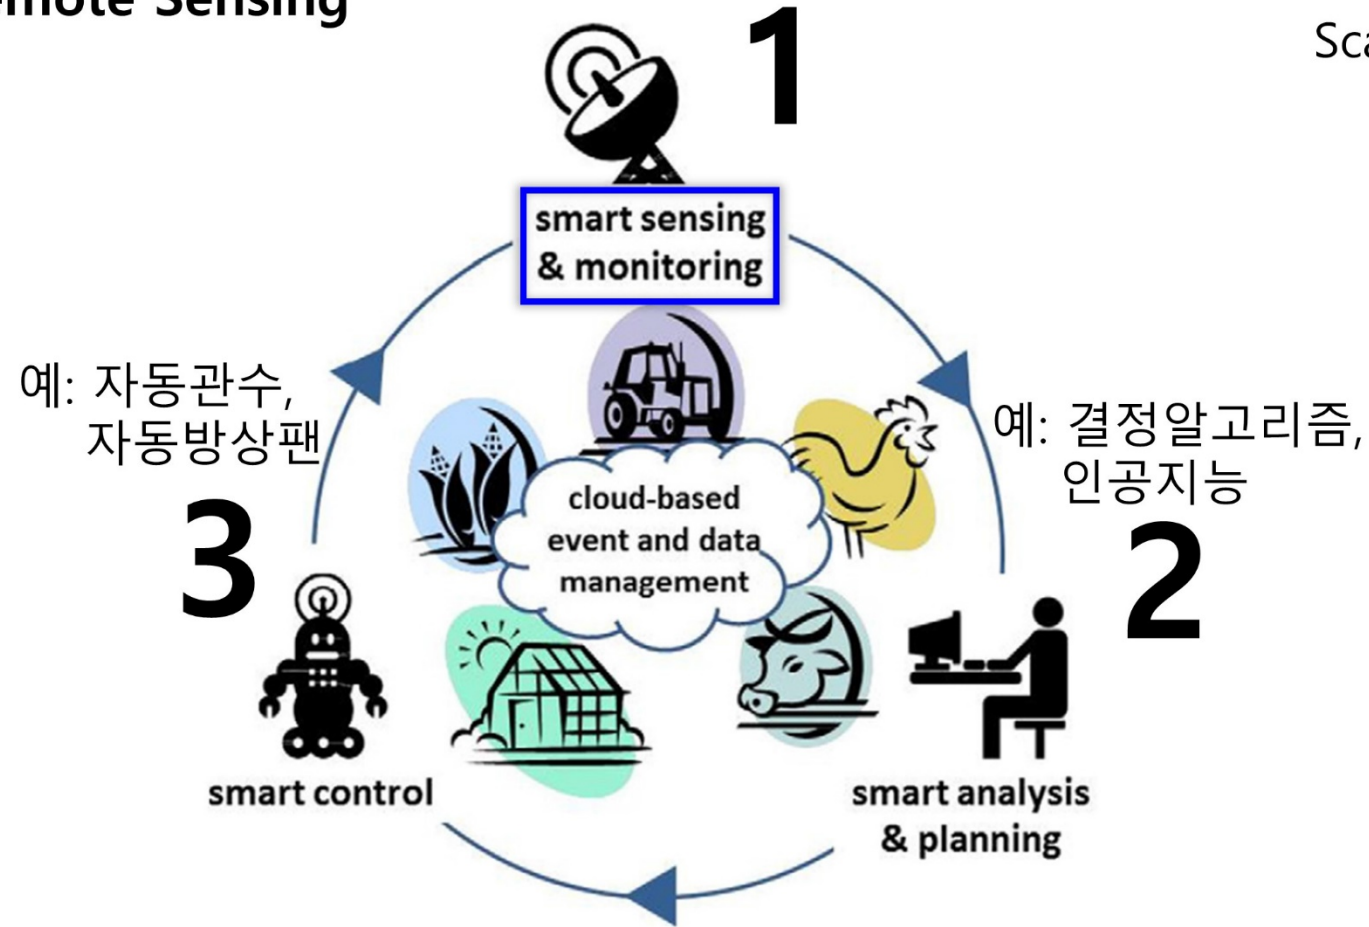 mote Sensing
1
Sca
smart sensing
& monitoring
예: 자동관수,
자동방상팬
3
예: 결정알고리즘,
인공지능
2
cloud-based
event and data
management
smart control
smart analysis
& planning